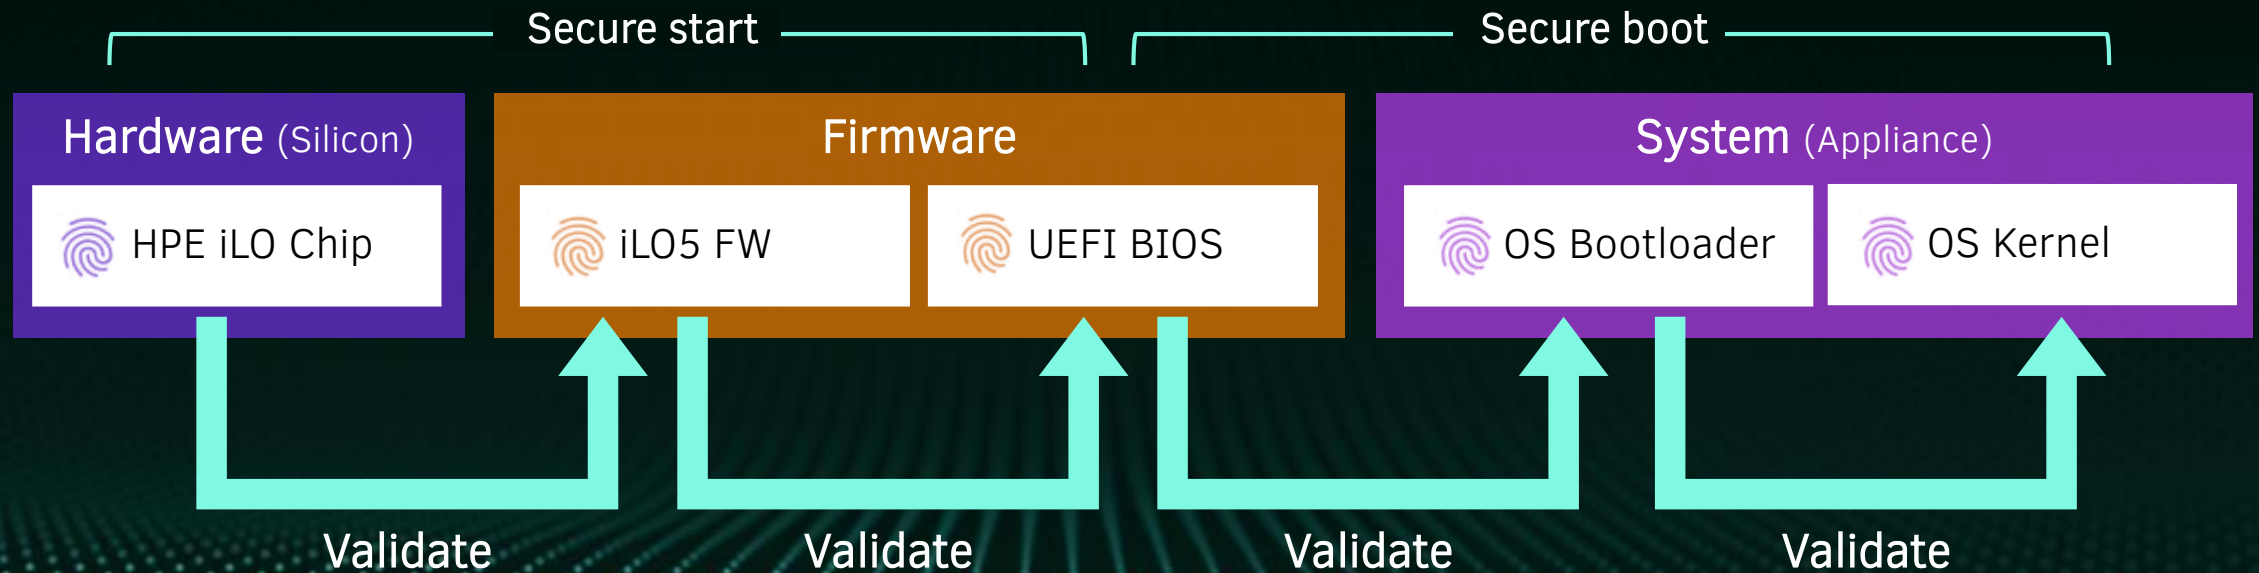 Secure start
Secure boot
Hardware (Silicon)
Firmware
System (Appliance)
HPE iLO Chip
iLO5 FW
UEFI BIOS
OS Bootloader
OS Kernel
Validate
Validate
Validate
Validate